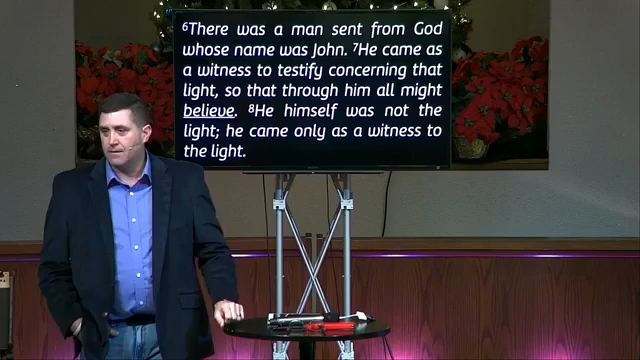 ⁶There was a man sent from God
whose name was John. ⁷He came as
a witness to testify concerning that
light, so that through him all might
believe. ⁸He himself was not the
light; he came only as a witness to
the light.